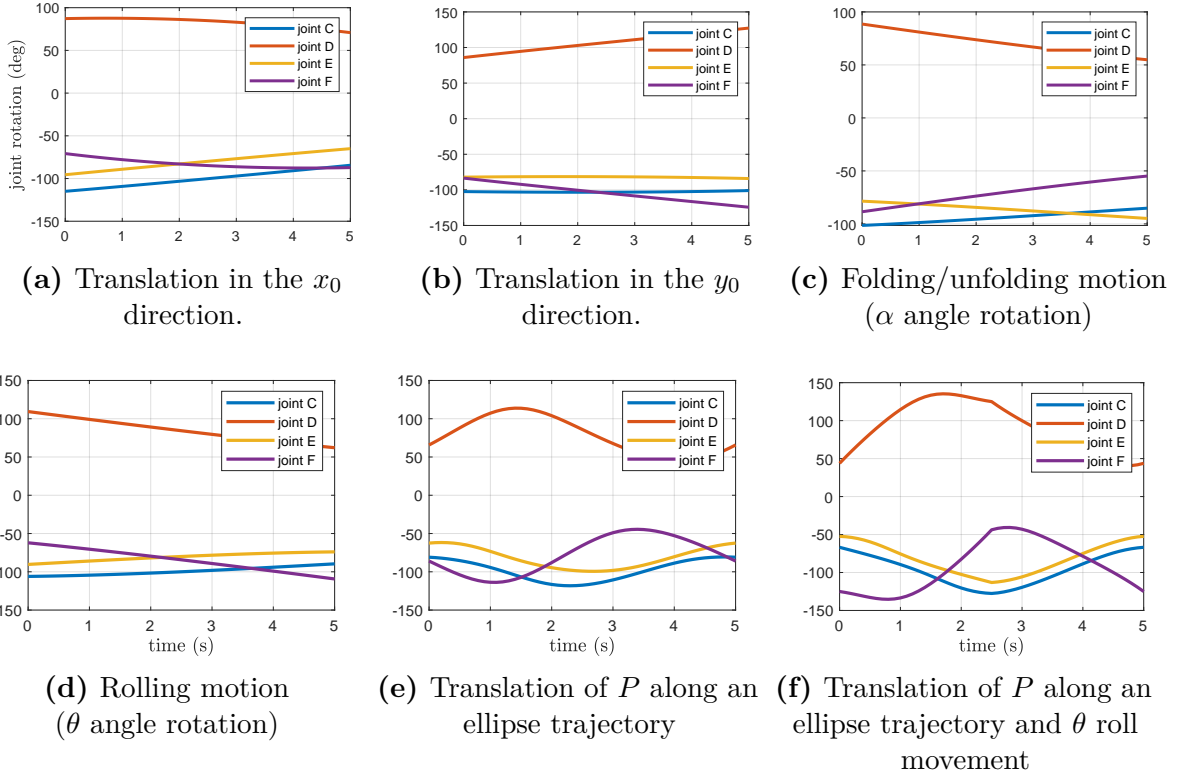 100
50
0
-50
-100
-150
joint rotation (deg)
joint C
joint D
joint E
joint F
0 1 2 3 4 5
150
100
50
0
-50
-100
-150
joint C
joint D
joint E
joint F
0 1 2 3 4 5
100
50
0
-50
-100
joint C
joint D
joint E
joint F
0 1 2 3 4 5
(a) Translation in the x₀
direction.
(b) Translation in the y₀
direction.
(c) Folding/unfolding motion
(α angle rotation)
150
100
50
0
-50
100
150
joint C
joint D
joint E
joint F
0 1 2 3 4 5
time (s)
150
100
50
0
-50
-100
-150
joint C
joint D
joint E
joint F
0 1 2 3 4 5
time (s)
150
100
50
0
-50
-100
-150
joint C
joint D
joint E
joint F
0 1 2 3 4 5
time (s)
(d) Rolling motion
(θ angle rotation)
(e) Translation of P along an
ellipse trajectory
(f) Translation of P along an
ellipse trajectory and θ roll
movement